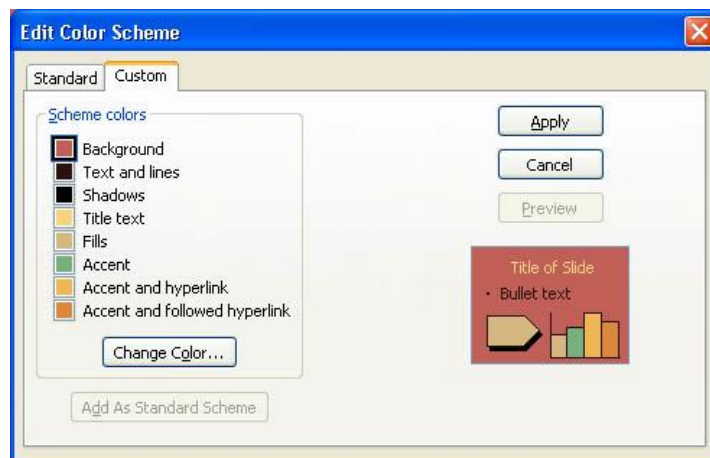 Edit Color Scheme
Standard
Custom
Scheme colors
Background
Text and lines
Shadows
Title text
Fills
Accent
Accent and hyperlink
Accent and followed hyperlink
Change Color...
Add As Standard Scheme
Apply
Cancel
Preview
Title of Slide
• Bullet text